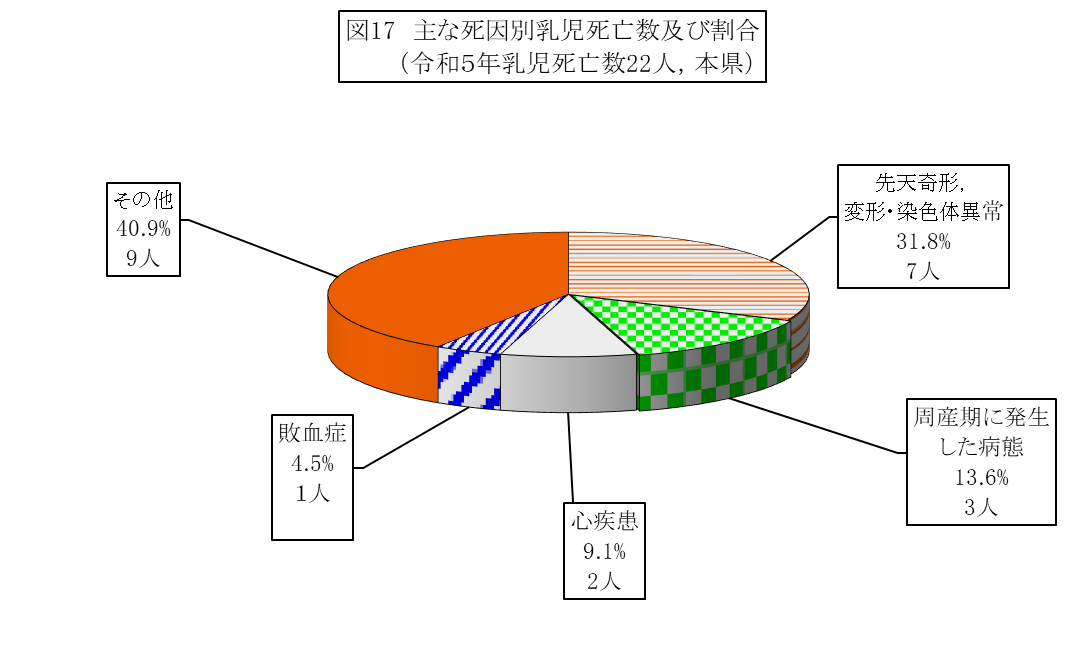 図17　主な死因別乳児死亡数及び割合
（令和５年乳児死亡数22人，本県）
先天奇形，
変形・染色体異常
31.8%
7人
その他
40.9%
9人
周産期に発生
した病態
13.6%
3人
敗血症
4.5%
1人
心疾患
9.1%
2人